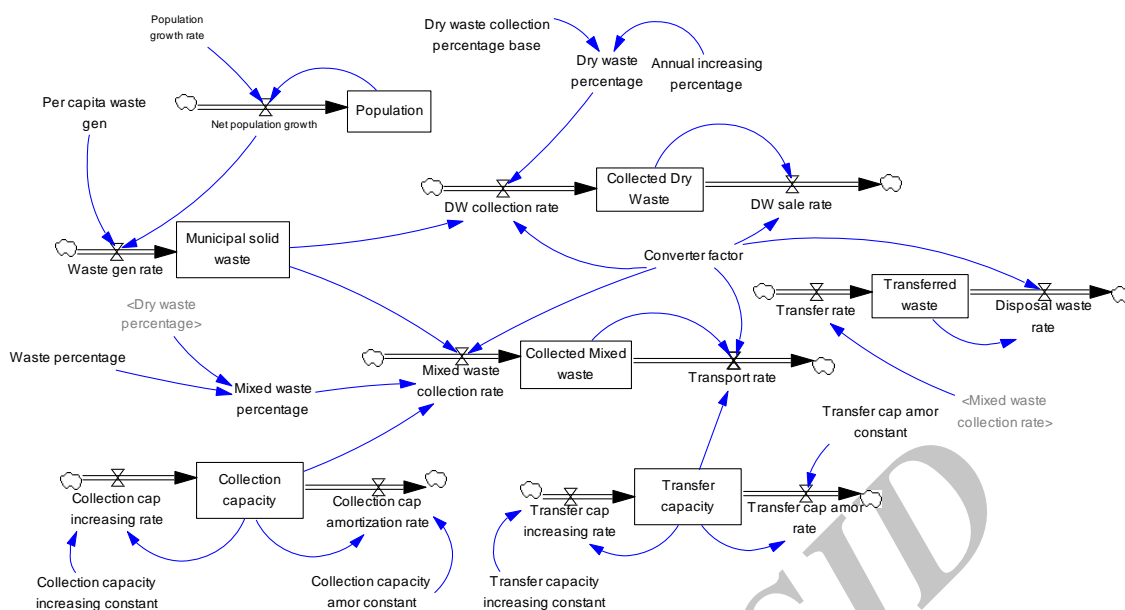 Population
growth rate
Dry waste collection
percentage base
Dry waste
percentage
Annual increasing
percentage
Per capita waste
gen
Population
Net population growth
Collected Dry
Waste
DW collection rate
DW sale rate
Municipal solid
waste
Waste gen rate
Converter factor
<Dry waste
percentage>
Transferred
waste
Transfer rate
Disposal waste
rate
Waste percentage
Mixed waste
percentage
Mixed waste
collection rate
Collected Mixed
waste
Transport rate
<Mixed waste
collection rate>
Transfer cap amor
constant
Collection cap
increasing rate
Collection
capacity
Collection cap
amortization rate
Transfer cap
increasing rate
Transfer
capacity
Transfer cap amor
rate
Collection capacity
increasing constant
Collection capacity
amor constant
Transfer capacity
increasing constant
SID